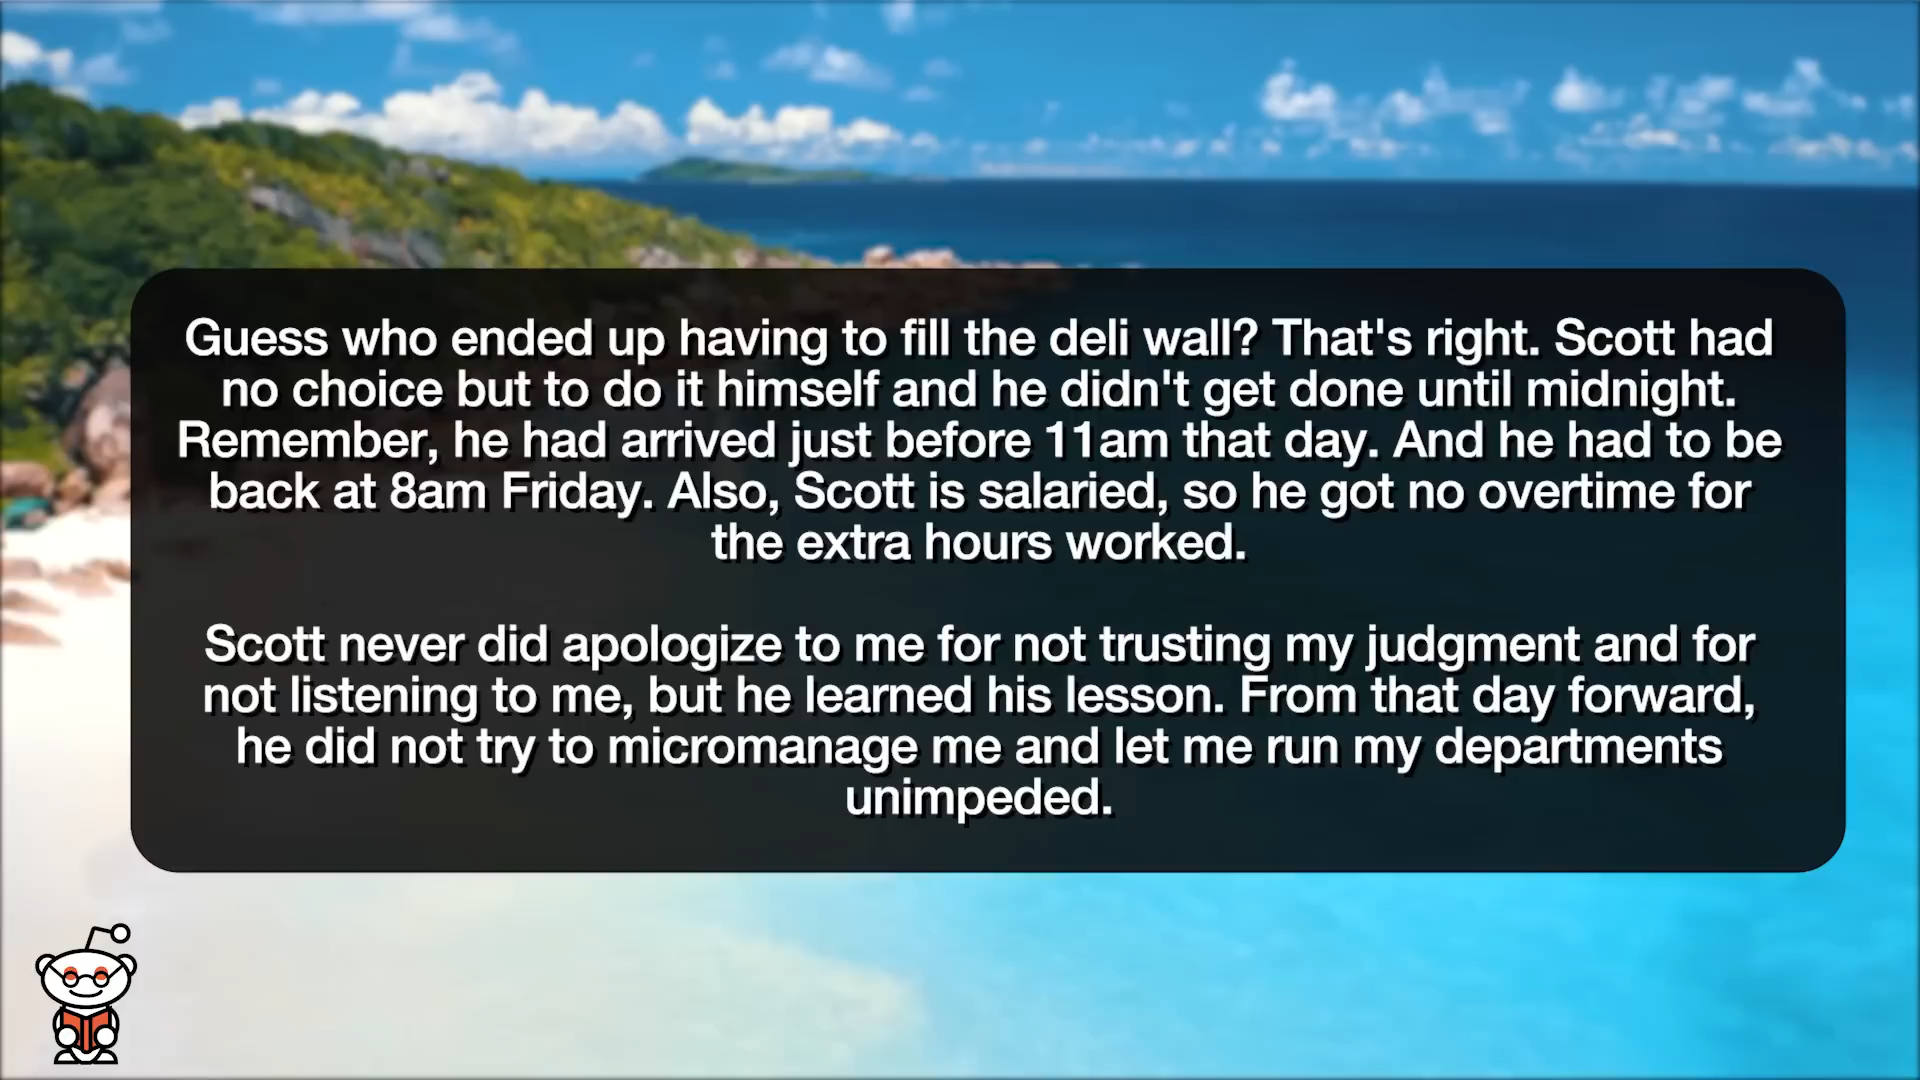 Guess who ended up having to fill the deli wall? That's right. Scott had
no choice but to do it himself and he didn't get done until midnight.
Remember, he had arrived just before 11am that day. And he had to be
back at 8am Friday. Also, Scott is salaried, so he got no overtime for
the extra hours worked.
Scott never did apologize to me for not trusting my judgment and for
not listening to me, but he learned his lesson. From that day forward,
he did not try to micromanage me and let me run my departments
unimpeded.